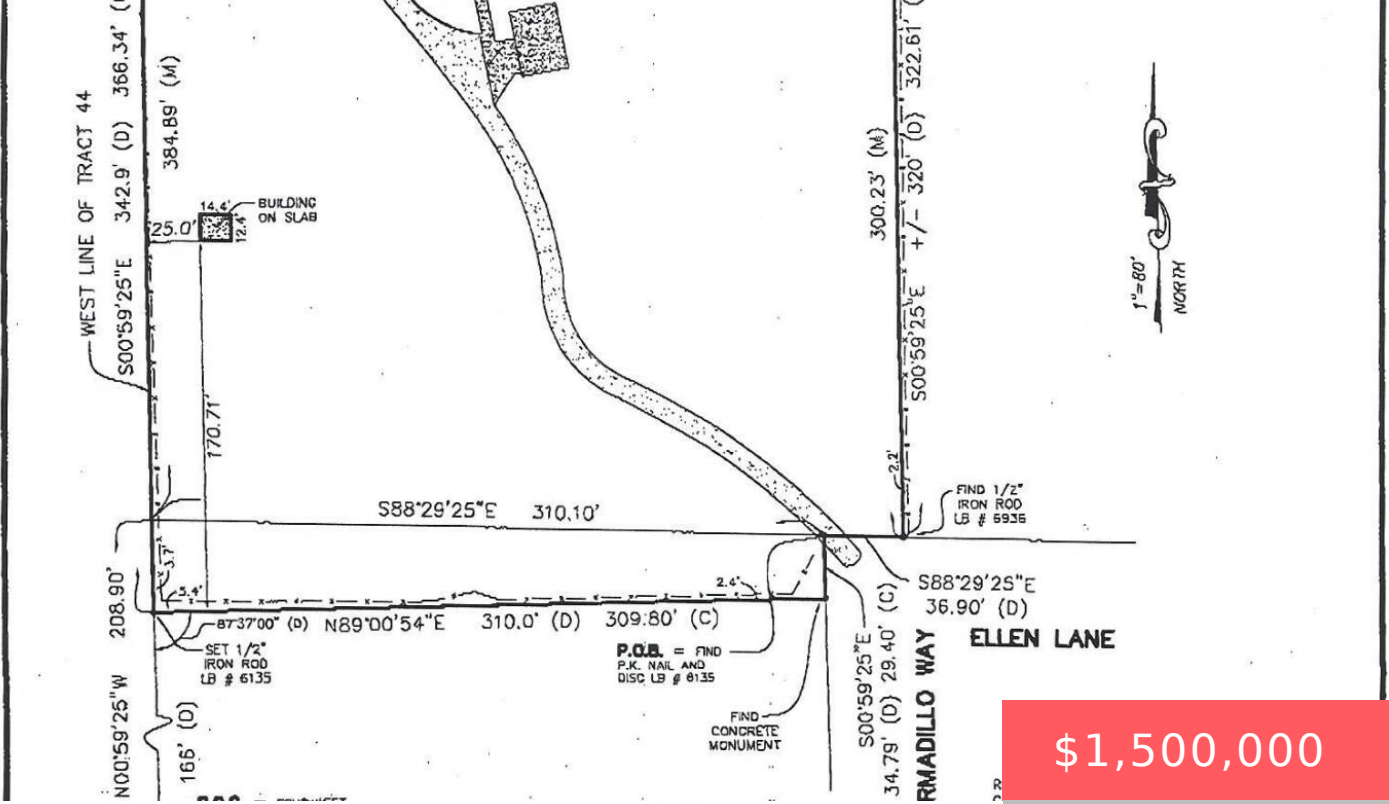 WEST LINE OF TRACT 44
S00°59'25"E 342.9' (D) 366.34'
384.89' (M)
14.4'
12.4'
25.0'
BUILDING
ON SLAB
170.71'
300.23' (M)
S00°59'25"E +/- 320' (D) 322.61'
1"=80'
NORTH
2.2'
FIND 1/2"
IRON ROD
LB # 6936
S88°29'25"E 310.10'
3.7'
5.4'
2.4'
208.90'
87°37'00" (D) N89°00'54"E 310.0' (D) 309.80' (C)
SET 1/2"
IRON ROD
LB # 6135
P.O.B. = FIND
P.K. NAIL AND
DISC LB # 6135
FIND
CONCRETE
MONUMENT
S88°29'25"E
36.90' (D)
ELLEN LANE
S00°59'25"E
34.79' (D) 29.40' (C)
RMADILLO WAY
N00°59'25"W
166' (D)
$1,500,000